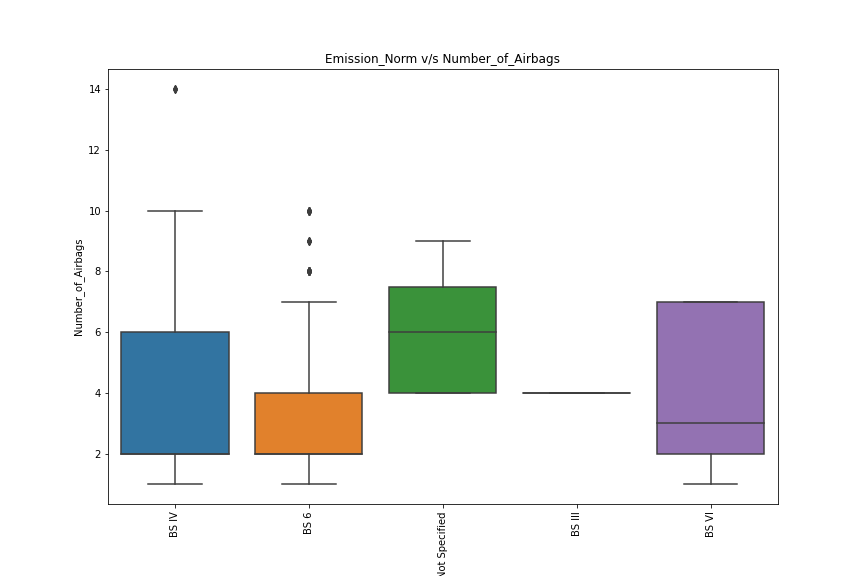 Emission_Norm v/s Number_of_Airbags
Number_of_Airbags
14
12
10
8
6
4
2
BS IV
BS 6
Not Specified
BS III
BS VI